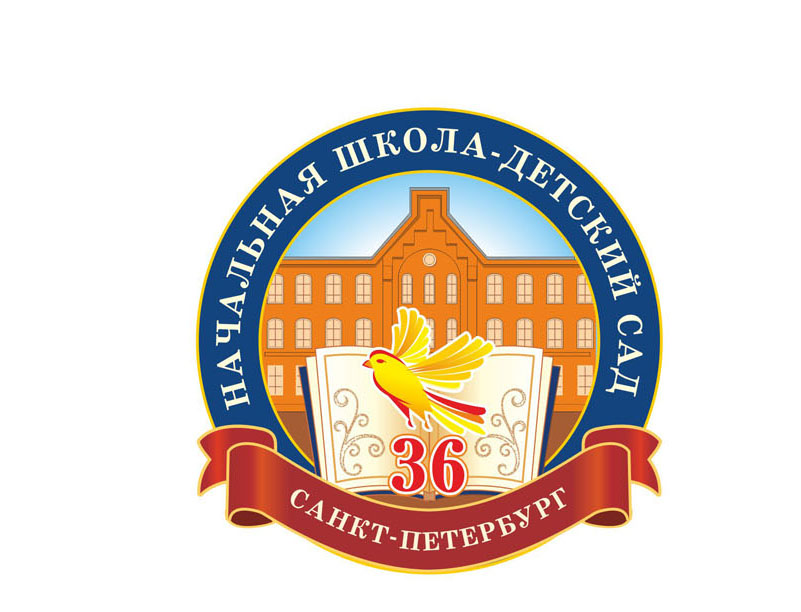 НАЧАЛЬНАЯ ШКОЛА-ДЕТСКИЙ САД
36
САНКТ-ПЕТЕРБУРГ